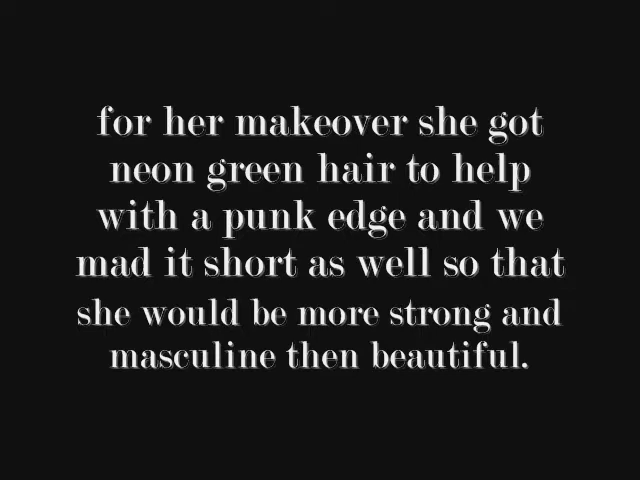 for her makeover she got
neon green hair to help
with a punk edge and we
mad it short as well so that
she would be more strong and
masculine then beautiful.